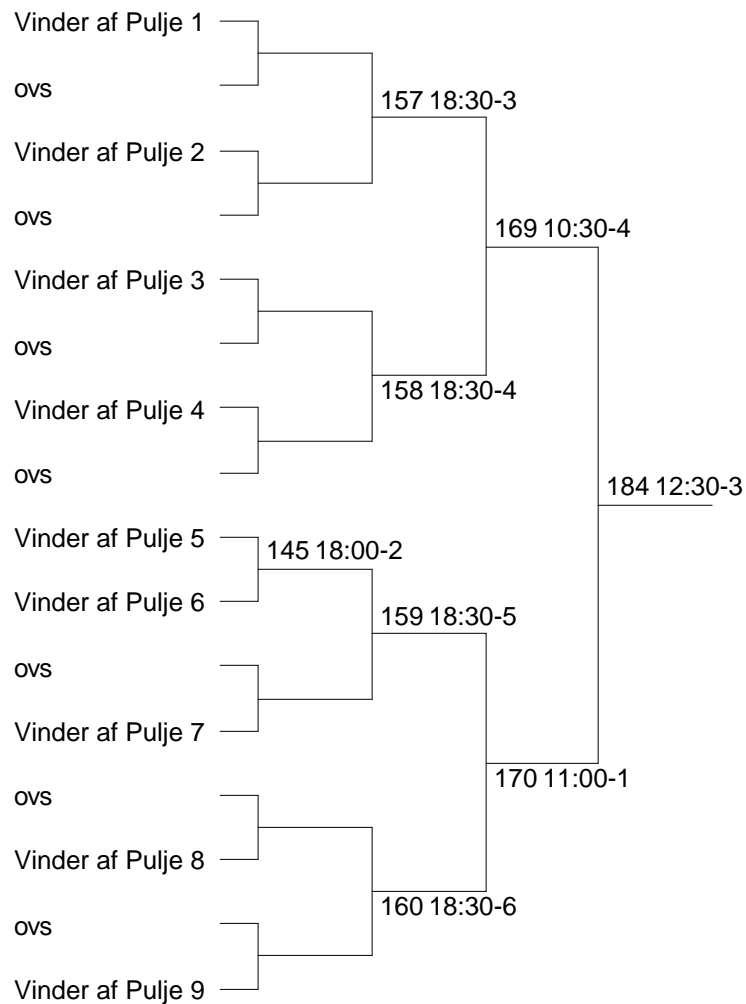 Vinder af Pulje 1
ovs
157 18:30-3
Vinder af Pulje 2
ovs
169 10:30-4
Vinder af Pulje 3
ovs
158 18:30-4
Vinder af Pulje 4
ovs
184 12:30-3
Vinder af Pulje 5
145 18:00-2
Vinder af Pulje 6
159 18:30-5
ovs
Vinder af Pulje 7
170 11:00-1
ovs
Vinder af Pulje 8
160 18:30-6
ovs
Vinder af Pulje 9